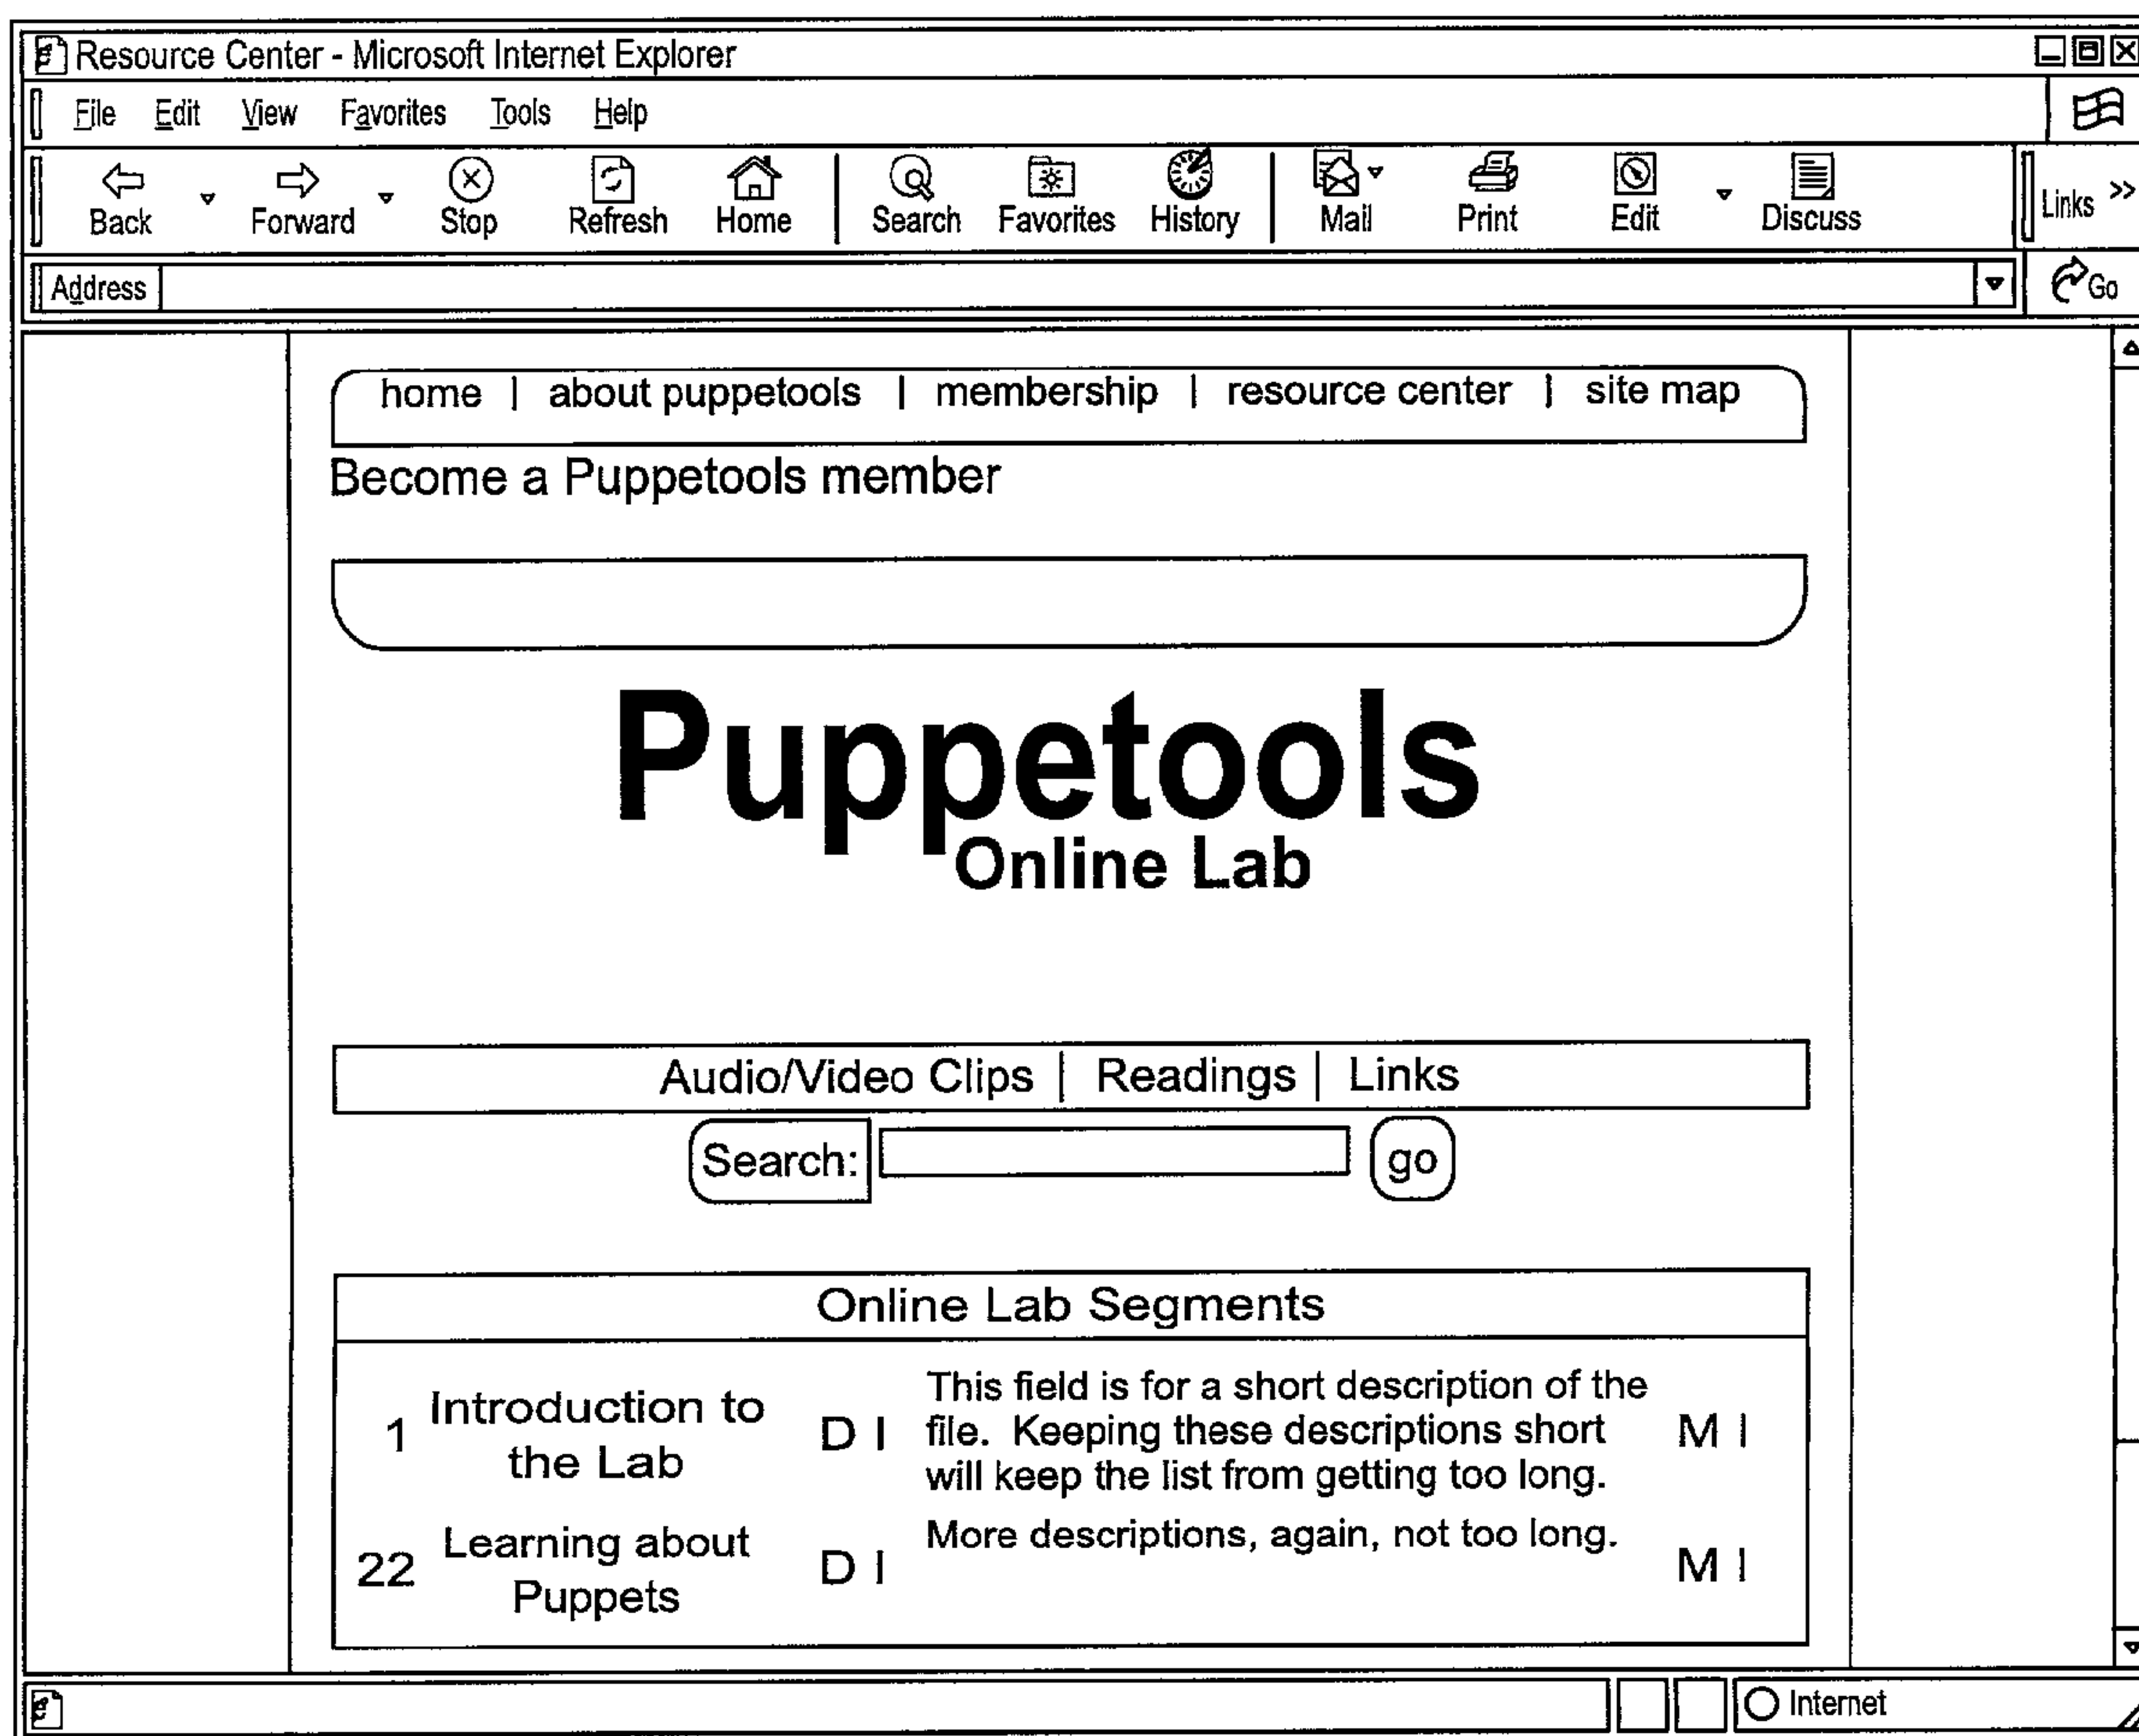 Resource Center - Microsoft Internet Explorer
File Edit View Favorites Tools Help
Back Forward Stop Refresh Home Search Favorites History Mail Print Edit Discuss Links >>
Address Go
home | about puppetools | membership | resource center | site map
Become a Puppetools member
Puppetools
Online Lab
Audio/Video Clips | Readings | Links
Search: go
Online Lab Segments
1 Introduction to the Lab D I This field is for a short description of the
file. Keeping these descriptions short
will keep the list from getting too long. M I
22 Learning about Puppets D I More descriptions, again, not too long. M I
Internet